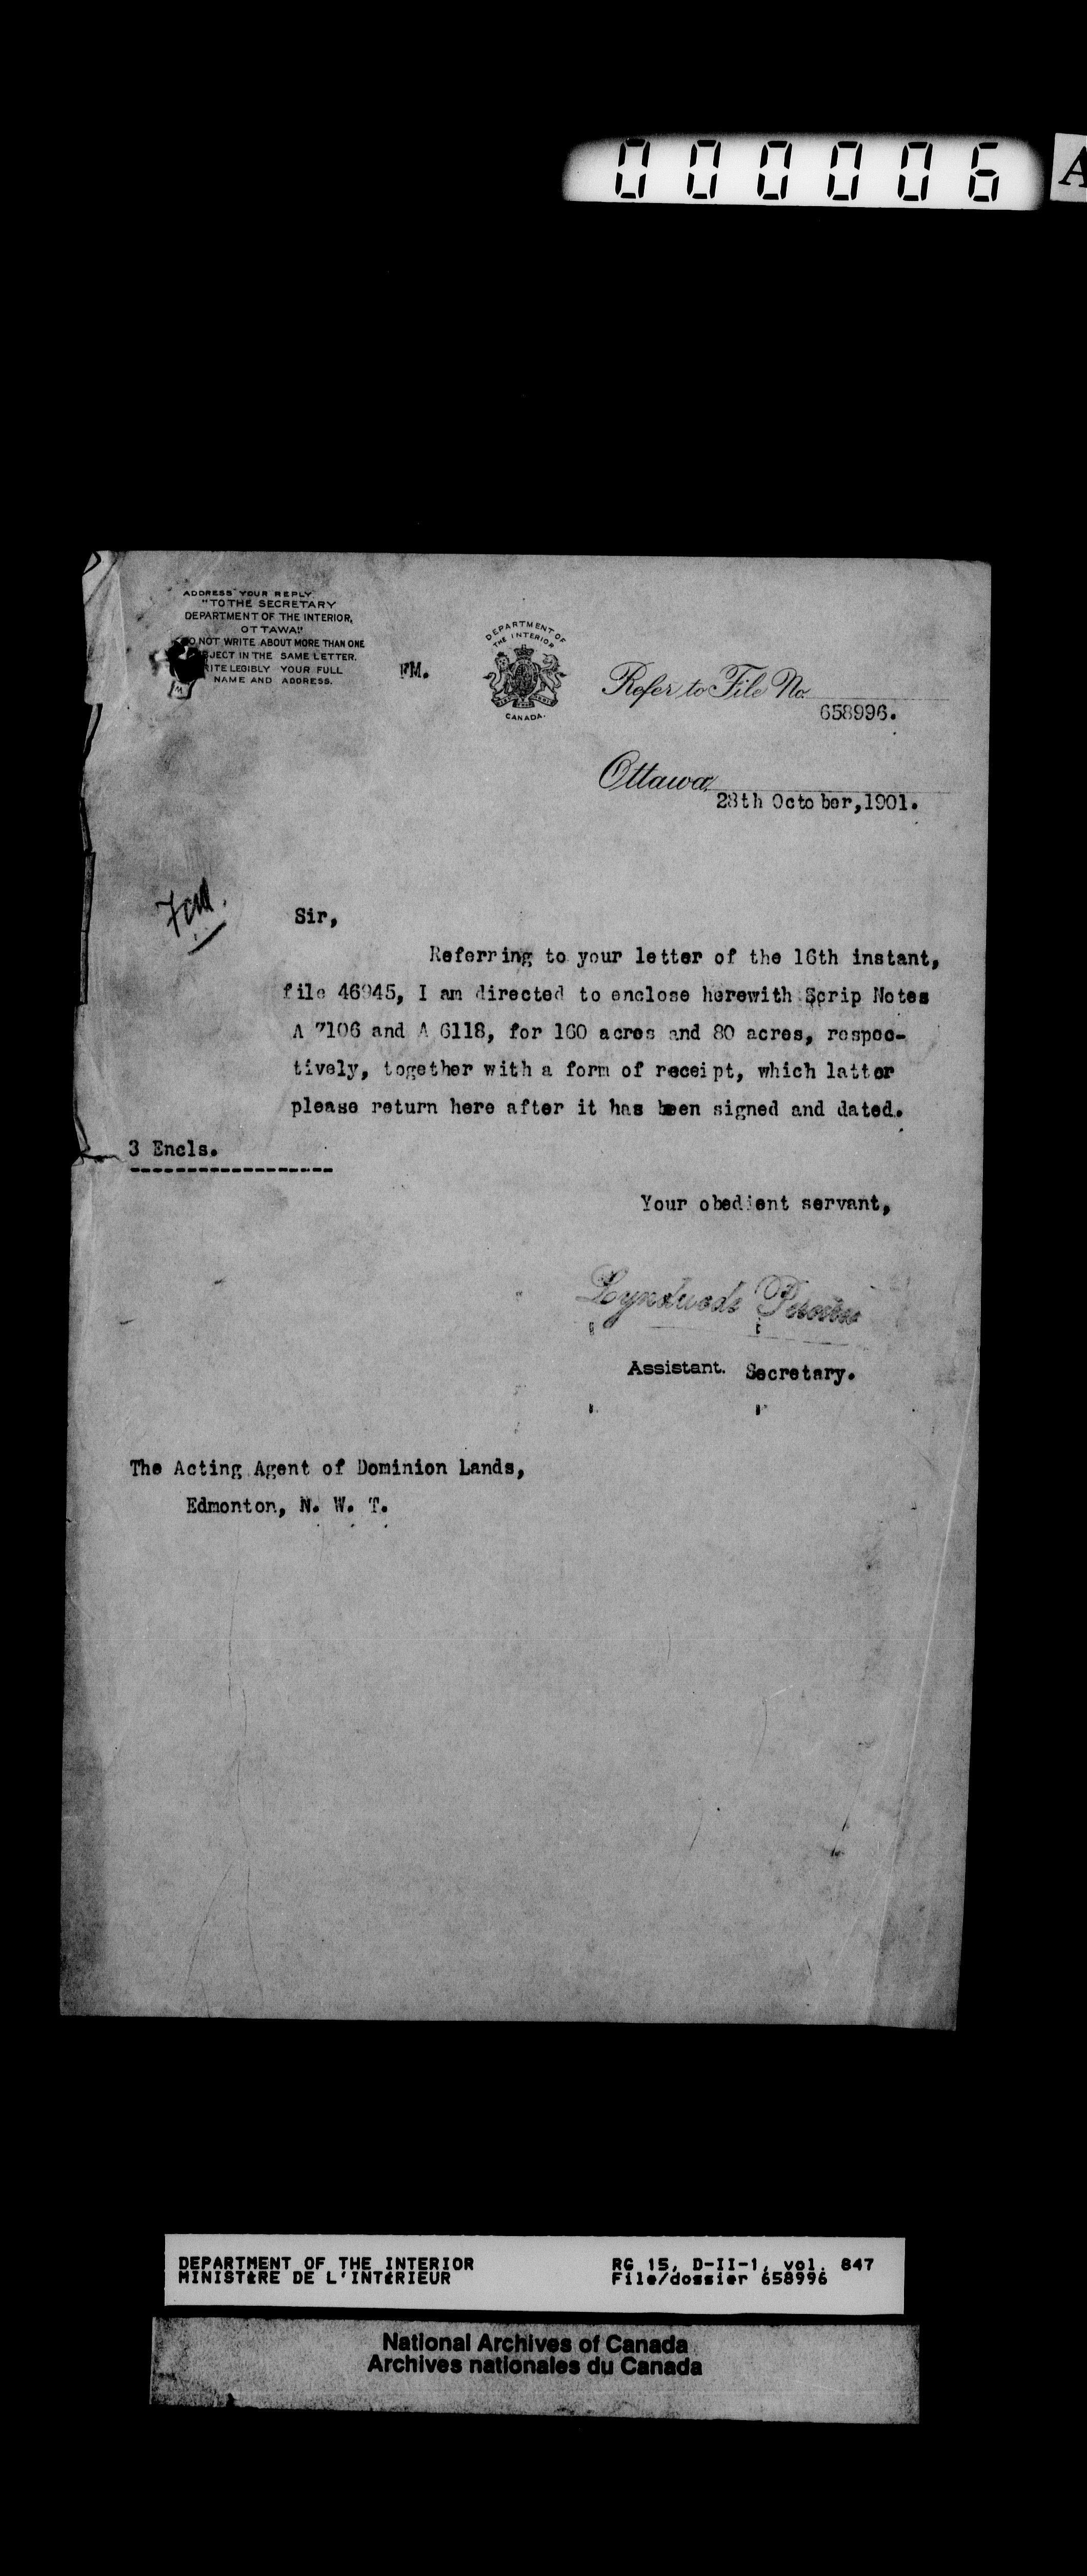 000006 A
ADDRESS YOUR REPLY
"TO THE SECRETARY
DEPARTMENT OF THE INTERIOR,
OTTAWA"
O NOT WRITE ABOUT MORE THAN ONE
JECT IN THE SAME LETTER.
RITE LEGIBLY YOUR FULL
NAME AND ADDRESS.
FM.
DEPARTMENT OF
THE INTERIOR
CANADA.
Refer to File No.
658996.
Ottawa,
28th October, 1901.
Sir,
Referring to your letter of the 16th instant,
file 46945, I am directed to enclose herewith Scrip Notes
A 7106 and A 6118, for 160 acres and 80 acres, respec-
tively, together with a form of receipt, which latter
please return here after it has been signed and dated.
3 Encls.
Your obedient servant,
Lyndwode
Assistant. Secretary.
The Acting Agent of Dominion Lands,
Edmonton, N. W. T.
DEPARTMENT OF THE INTERIOR
MINISTÈRE DE L'INTÉRIEUR
RG 15, D-II-1, vol. 847
File/dossier 658996
National Archives of Canada
Archives nationales du Canada